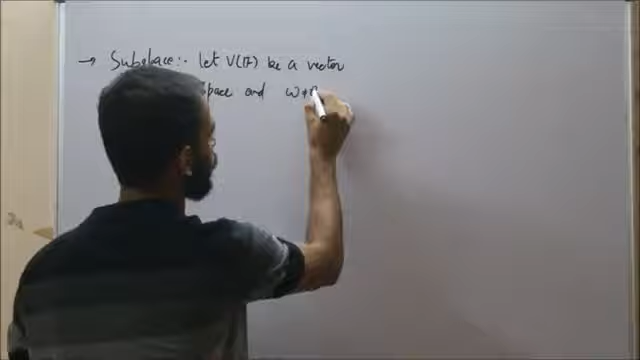 → Subspace:- let V(F) be a vector
space and W≠